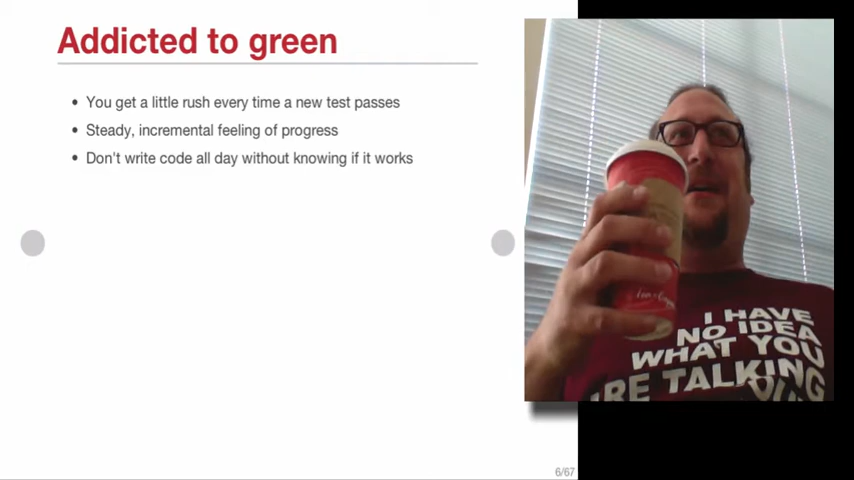 Addicted to green
• You get a little rush every time a new test passes
• Steady, incremental feeling of progress
• Don't write code all day without knowing if it works
I HAVE
NO IDEA
WHAT YOU
ARE TALKING
6/67